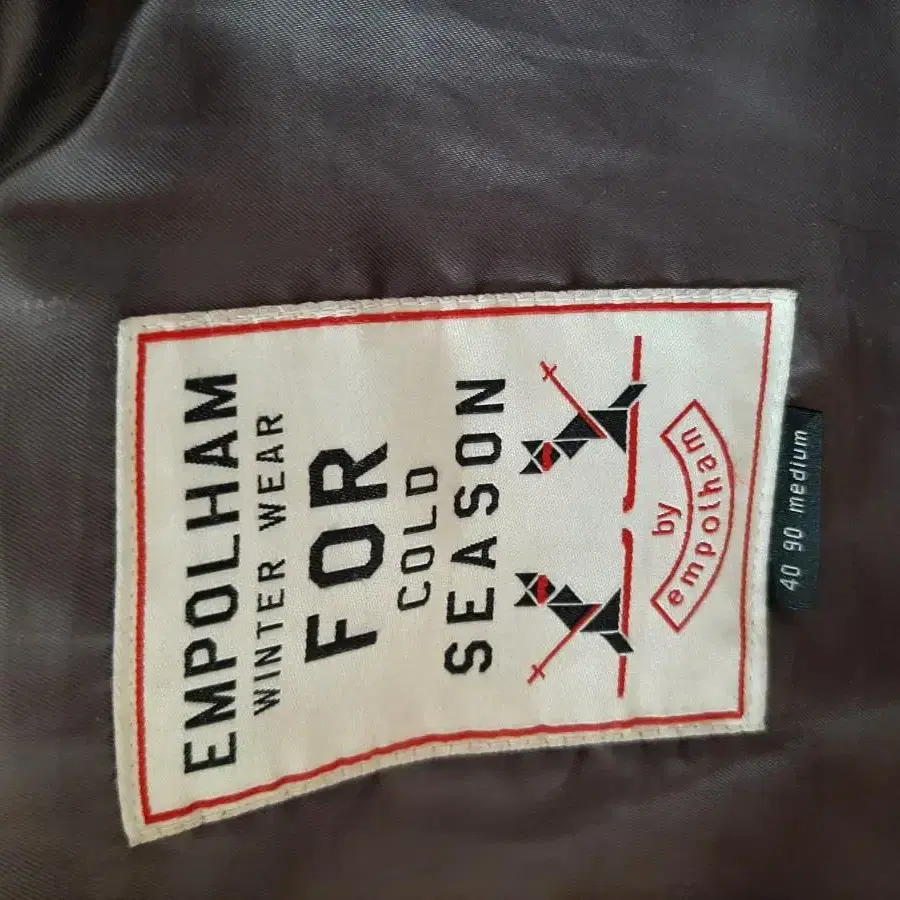 EMPOLHAM
WINTER WEAR
FOR
COLD
SEASON
by
empolham
40 90 medium